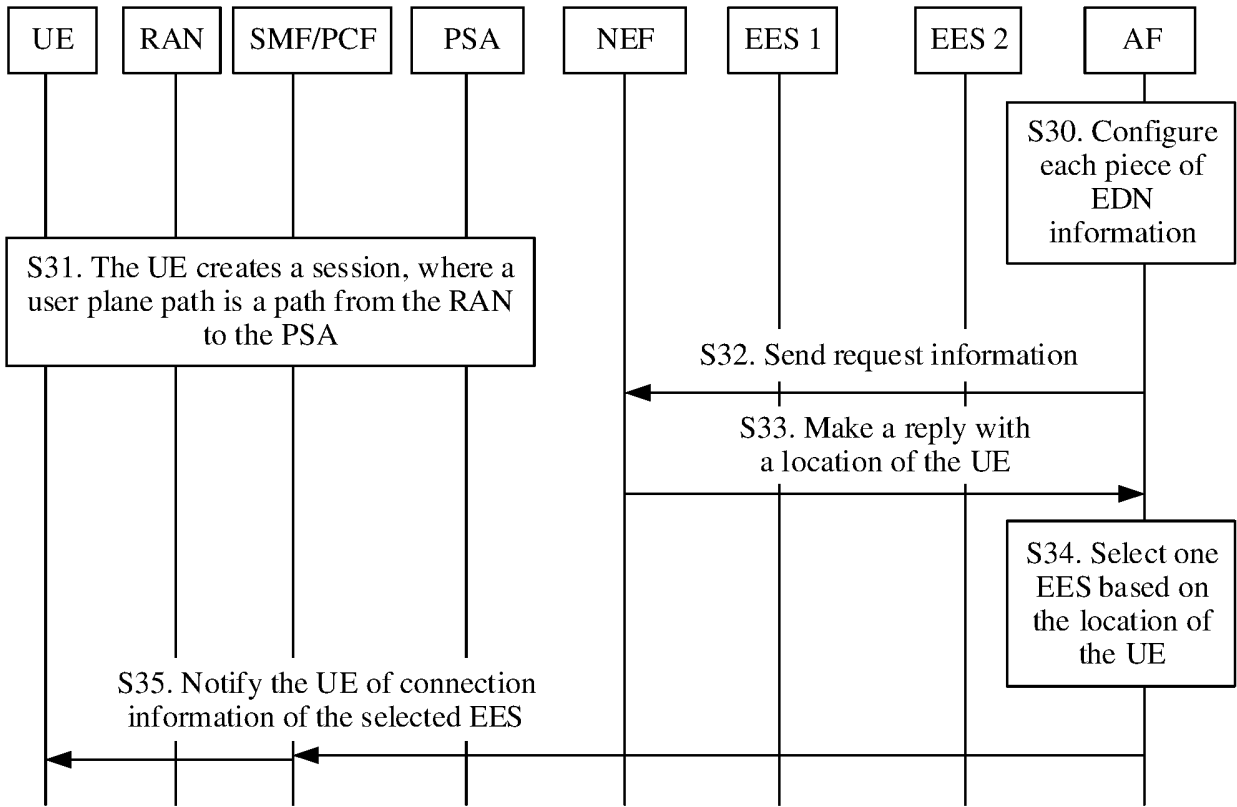 UE
RAN
SMF/PCF
PSA
NEF
EES 1
EES 2
AF
S30. Configure
each piece of
EDN
information
S31. The UE creates a session, where a
user plane path is a path from the RAN
to the PSA
S32. Send request information
S33. Make a reply with
a location of the UE
S34. Select one
EES based on
the location of
the UE
S35. Notify the UE of connection
information of the selected EES